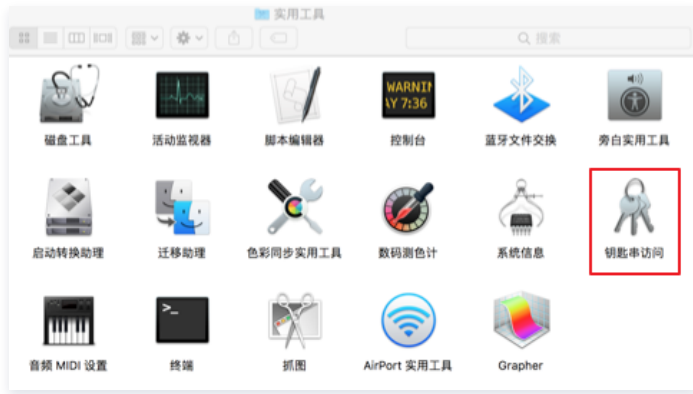 实用工具
搜索
WARNIN
AY 7:36
磁盘工具
活动监视器
脚本编辑器
控制台
蓝牙文件交换
旁白实用工具
启动转换助理
迁移助理
色彩同步实用工具
数码测色计
系统信息
钥匙串访问
>_
音频 MIDI 设置
终端
抓图
AirPort 实用工具
Grapher